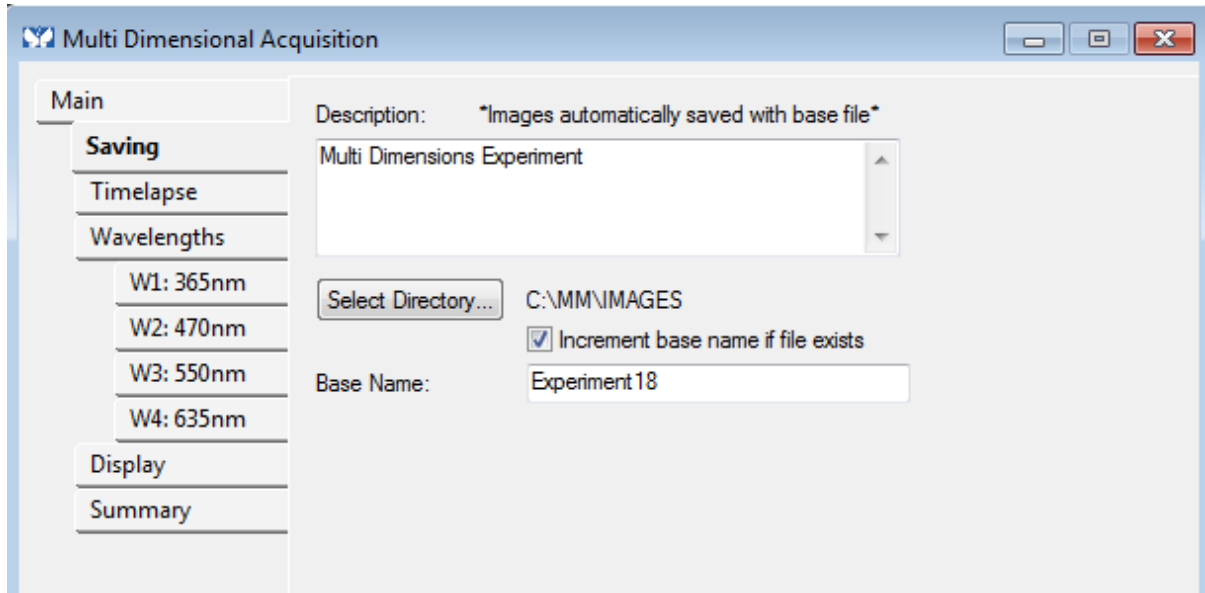 Multi Dimensional Acquisition
Main
Saving
Timelapse
Wavelengths
W1: 365nm
W2: 470nm
W3: 550nm
W4: 635nm
Display
Summary
Description: *Images automatically saved with base file*
Multi Dimensions Experiment
Select Directory... C:\MM\IMAGES
Increment base name if file exists
Base Name: Experiment18